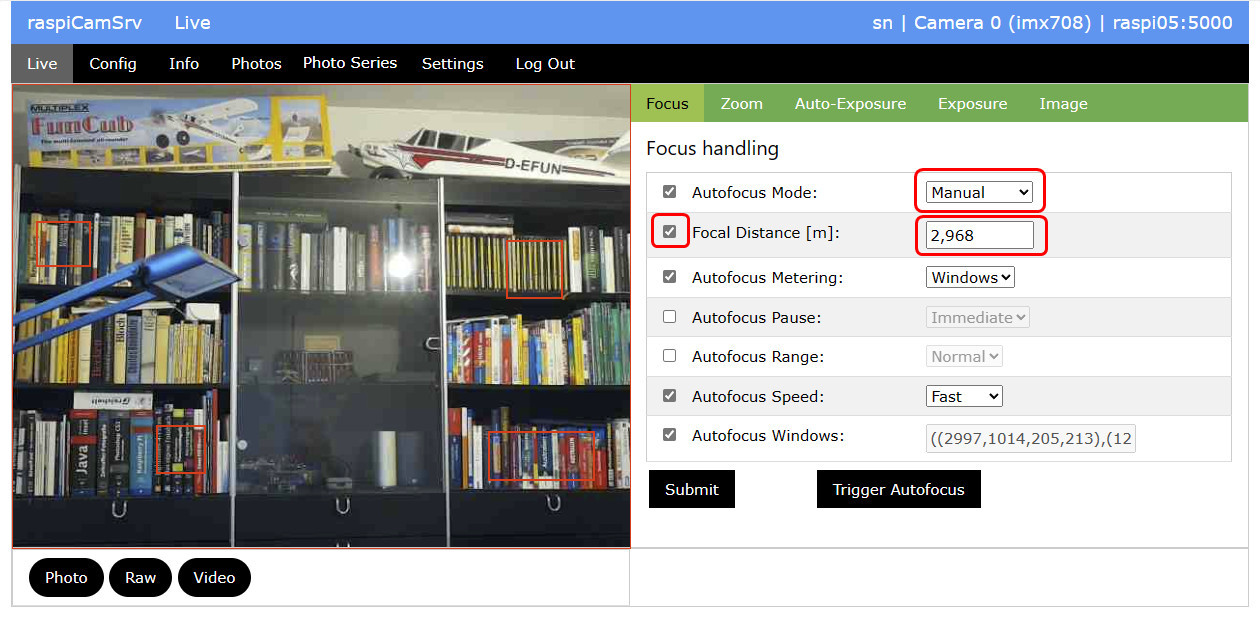 raspiCamSrv Live sn | Camera 0 (imx708) | raspi05:5000
Live Config Info Photos Photo Series Settings Log Out
MULTIPLEX
FunCub
D-EFUN
Java
Focus Zoom Auto-Exposure Exposure Image
Focus handling
Autofocus Mode: Manual
Focal Distance [m]: 2,968
Autofocus Metering: Windows
Autofocus Pause: Immediate
Autofocus Range: Normal
Autofocus Speed: Fast
Autofocus Windows: ((2997,1014,205,213),(12
Submit Trigger Autofocus
Photo Raw Video